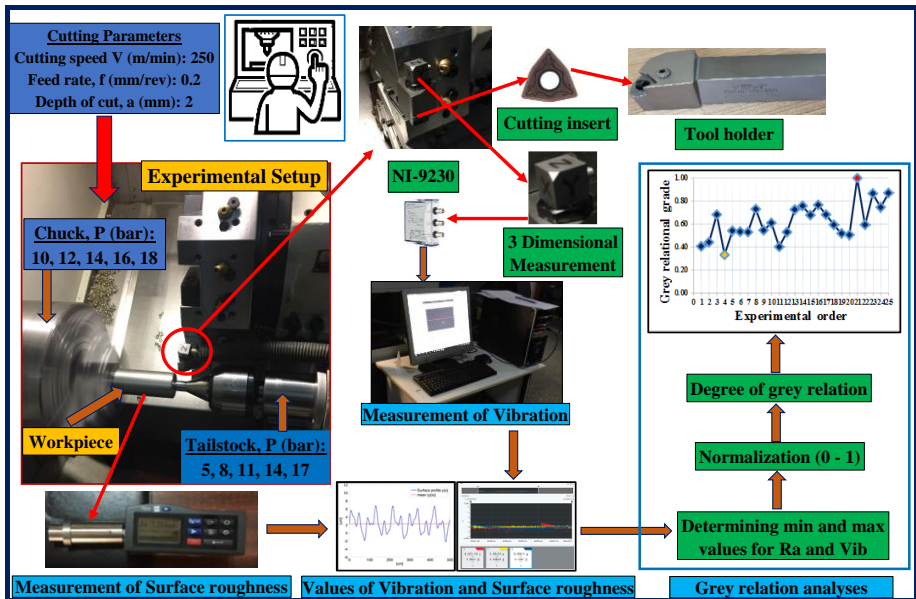 Cutting Parameters
Cutting speed V (m/min): 250
Feed rate, f (mm/rev): 0.2
Depth of cut, a (mm): 2
Cutting insert
Tool holder
Experimental Setup
NI-9230
3 Dimensional
Measurement
Chuck, P (bar):
10, 12, 14, 16, 18
Workpiece
Tailstock, P (bar):
5, 8, 11, 14, 17
Measurement of Vibration
Grey relational grade
1.00
0.80
0.60
0.40
0.20
0.00
0 1 2 3 4 5 6 7 8 9 10 11 12 13 14 15 16 17 18 19 20 21 22 23 24 25
Experimental order
Degree of grey relation
Normalization (0 - 1)
Determining min and max
values for Ra and Vib
Surface profile y(x)
Measurement of Surface roughness
Values of Vibration and Surface roughness
Grey relation analyses